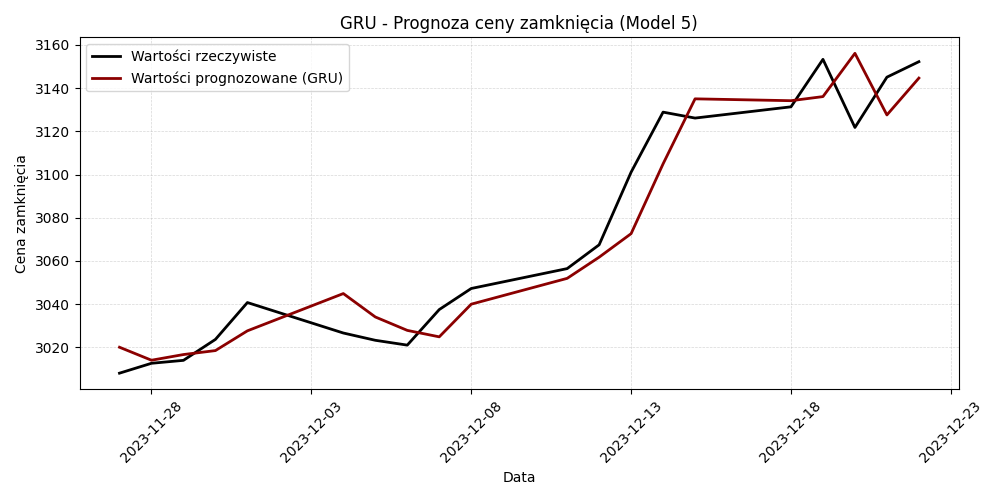 GRU - Prognoza ceny zamknięcia (Model 5)
Wartości rzeczywiste
Wartości prognozowane (GRU)
Cena zamknięcia
3160
3140
3120
3100
3080
3060
3040
3020
2023-11-28
2023-12-03
2023-12-08
2023-12-13
2023-12-18
2023-12-23
Data